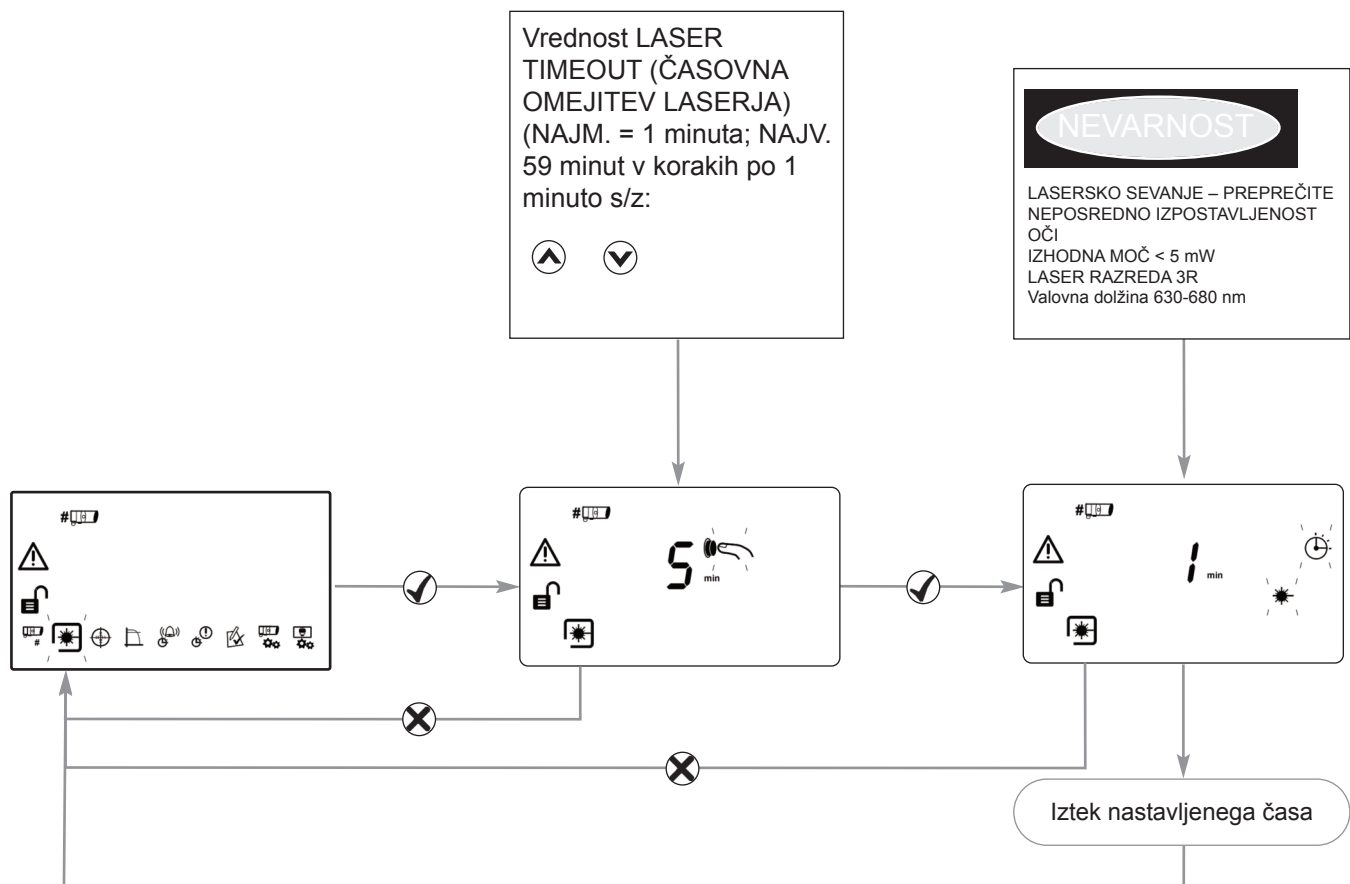 Vrednost LASER
TIMEOUT (ČASOVNA
OMEJITEV LASERJA)
(NAJM. = 1 minuta; NAJV.
59 minut v korakih po 1
minuto s/z:
NEVARNOST
LASERSKO SEVANJE – PREPREČITE
NEPOSREDNO IZPOSTAVLJENOST
OČI
IZHODNA MOČ < 5 mW
LASER RAZREDA 3R
Valovna dolžina 630-680 nm
#
#
#
#
5 min
1 min
Iztek nastavljenega časa